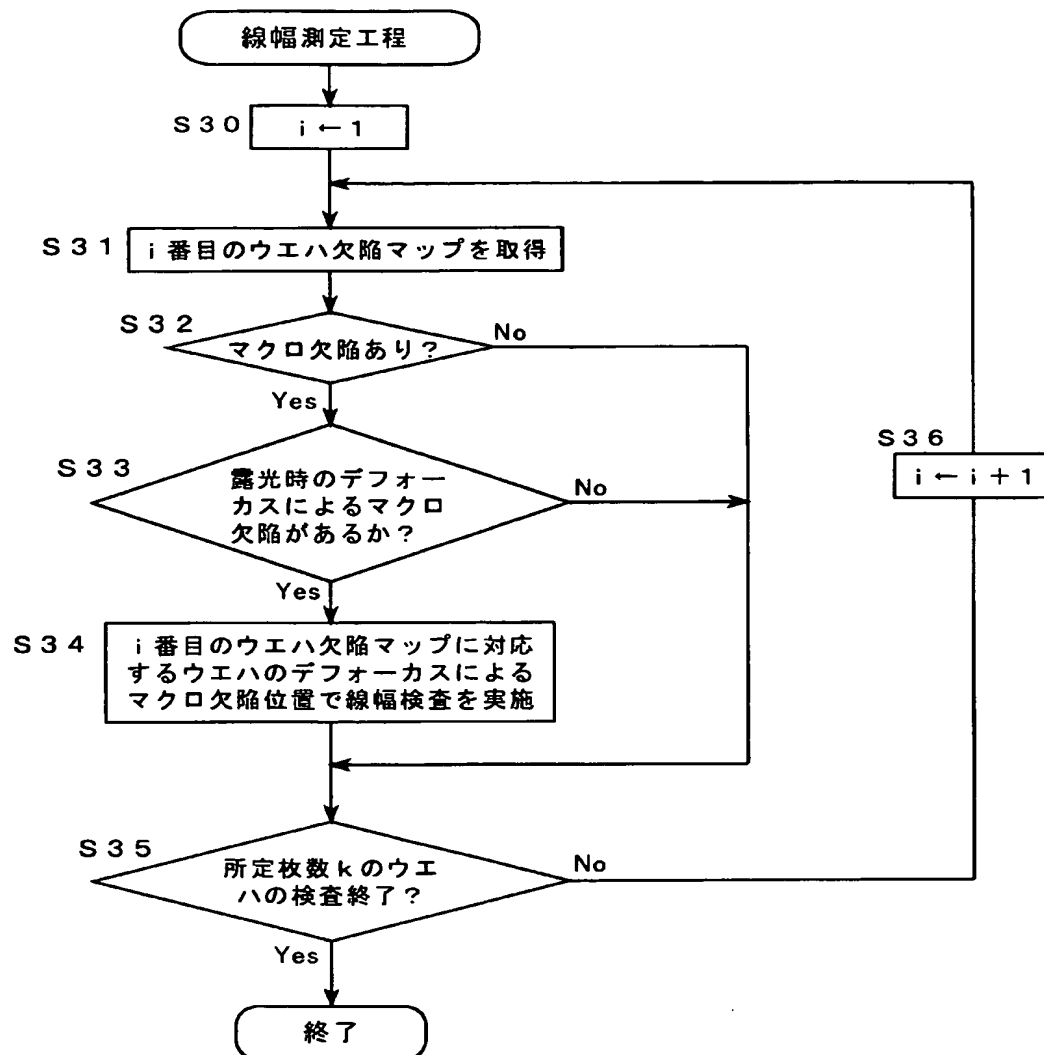 線幅測定工程
S30
i←1
S31
i番目のウエハ欠陥マップを取得
S32
マクロ欠陥あり?
No
Yes
S33
露光時のデフォー
カスによるマクロ
欠陥があるか?
No
Yes
S36
i←i+1
S34
i番目のウエハ欠陥マップに対応
するウエハのデフォーカスによる
マクロ欠陥位置で線幅検査を実施
S35
所定枚数kのウエ
ハの検査終了?
No
Yes
終了